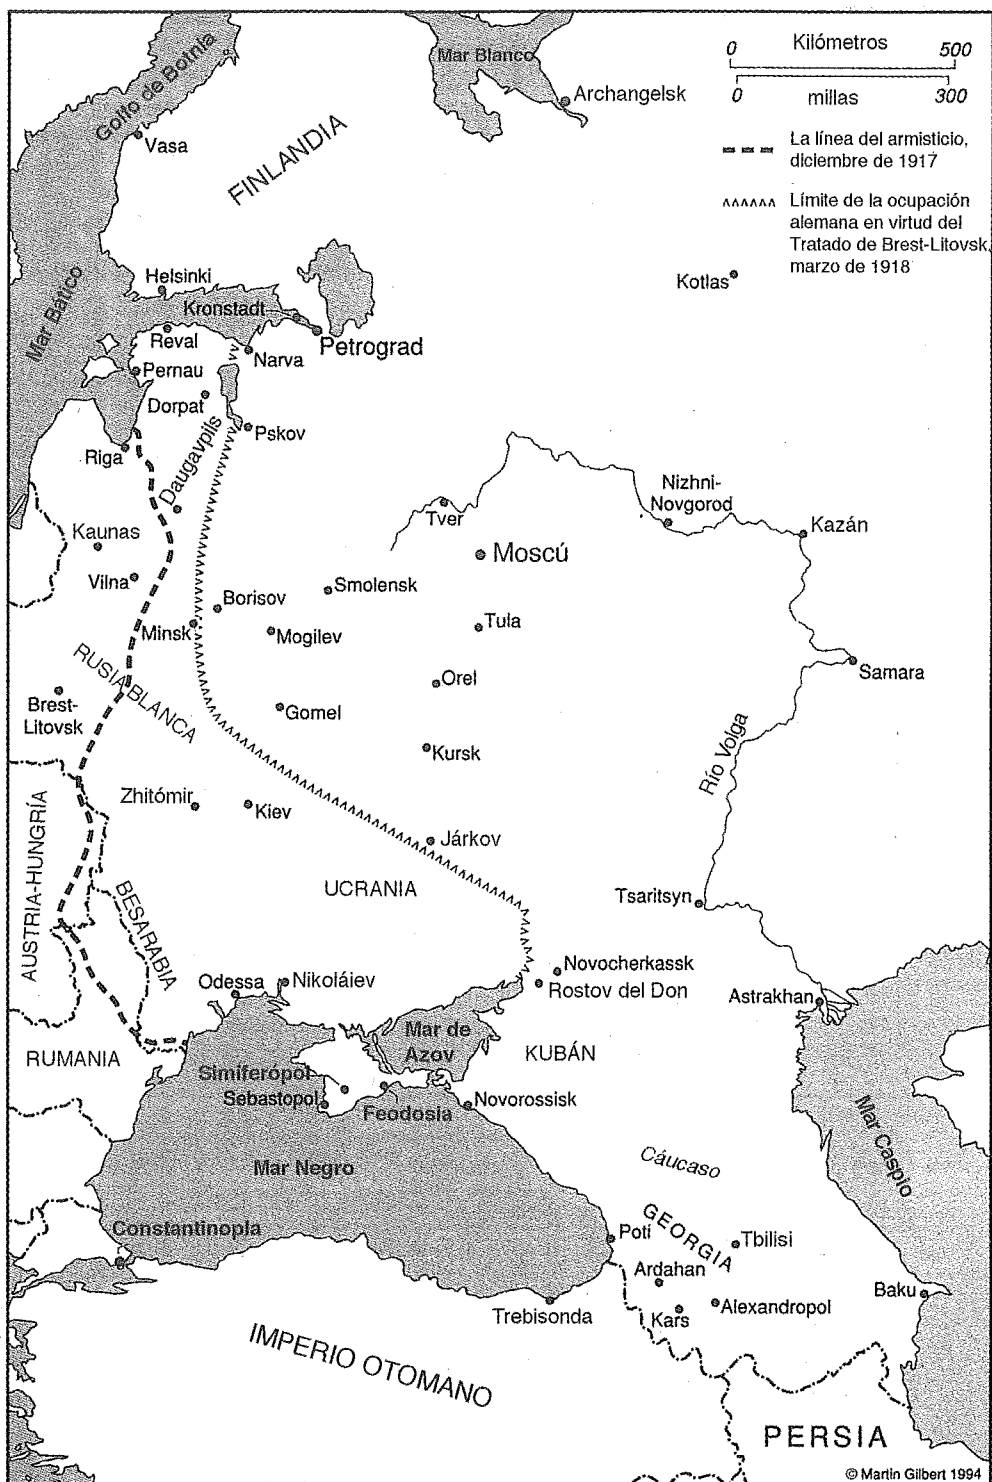 Golfo de Botnia
Mar Blanco
Kilómetros
0 500
0 300
millas
Archangelsk
La línea del armisticio,
diciembre de 1917
Vasa
FINLANDIA
Límite de la ocupación
alemana en virtud del
Tratado de Brest-Litovsk,
marzo de 1918
Kotlas
Helsinki
Mar Bático
Kronstadt
Reval
Petrograd
Narva
Pernau
Dorpat
Pskov
Riga
Daugavpils
Nizhni-
Novgorod
Tver
Kazán
Kaunas
Moscú
Vilna
Smolensk
Borisov
Minsk
Mogilev
Tula
RUSIA BLANCA
Samara
Orel
Brest-
Litovsk
Gomel
Kursk
Río Volga
Zhitómir
Kiev
Járkov
AUSTRIA-HUNGRÍA
UCRANIA
BESARABIA
Tsaritsyn
Novocherkassk
Odessa
Nikoláiev
Rostov del Don
Astrakhan
RUMANIA
Mar de
Azov
KUBÁN
Simíferópol
Sebastopol
Feodosia
Novorossisk
Mar Caspio
Mar Negro
Cáucaso
Constantinopla
GEORGIA
Poti
Tbilisi
Ardahan
Baku
Kars
Alexandropol
Trebisonda
IMPERIO OTOMANO
PERSIA
© Martin Gilbert 1994